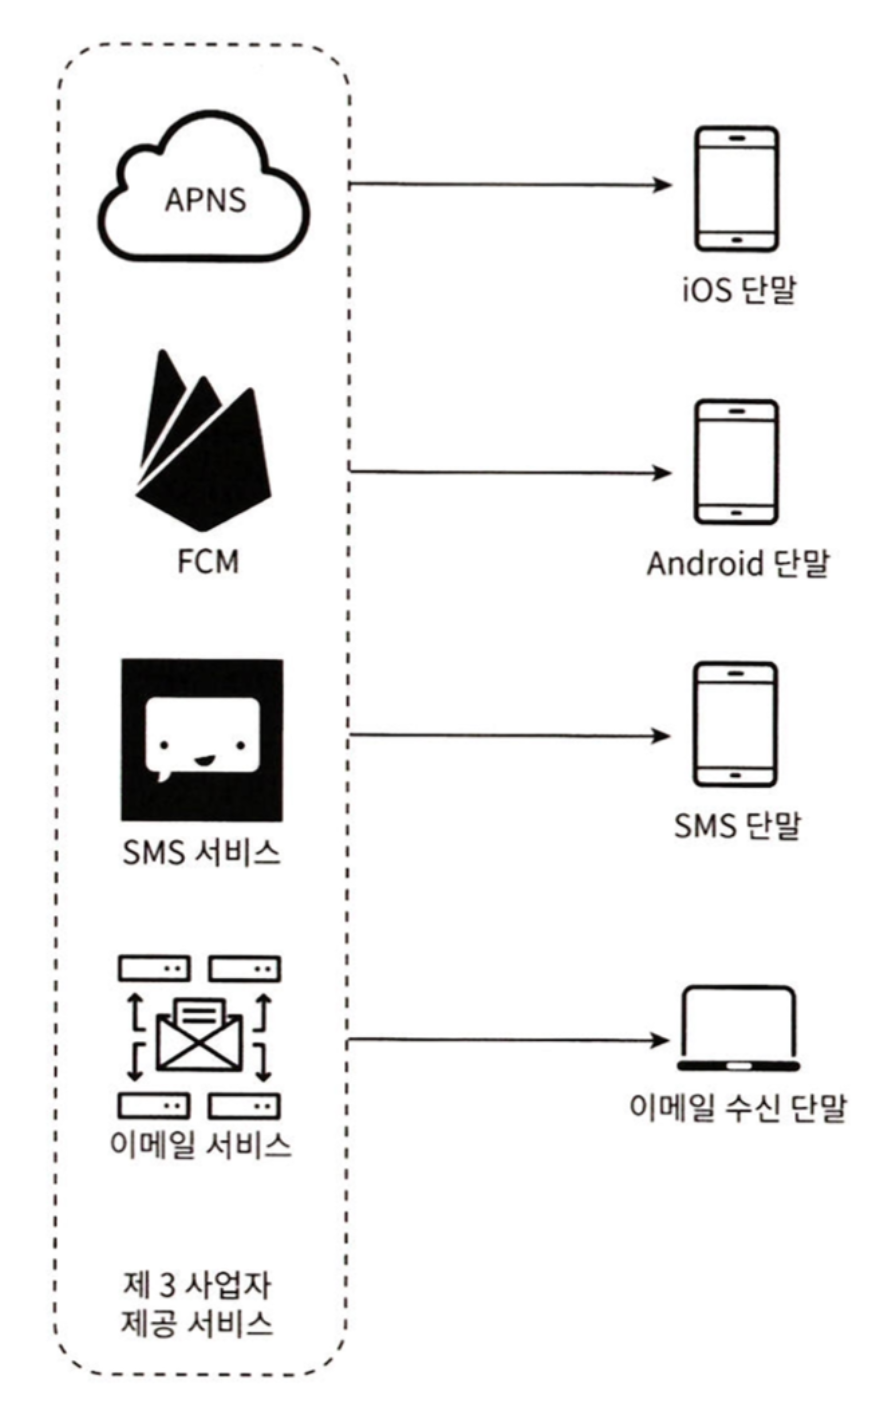 APNS
iOS 단말
FCM
Android 단말
SMS 서비스
SMS 단말
이메일 서비스
이메일 수신 단말
제 3 사업자
제공 서비스